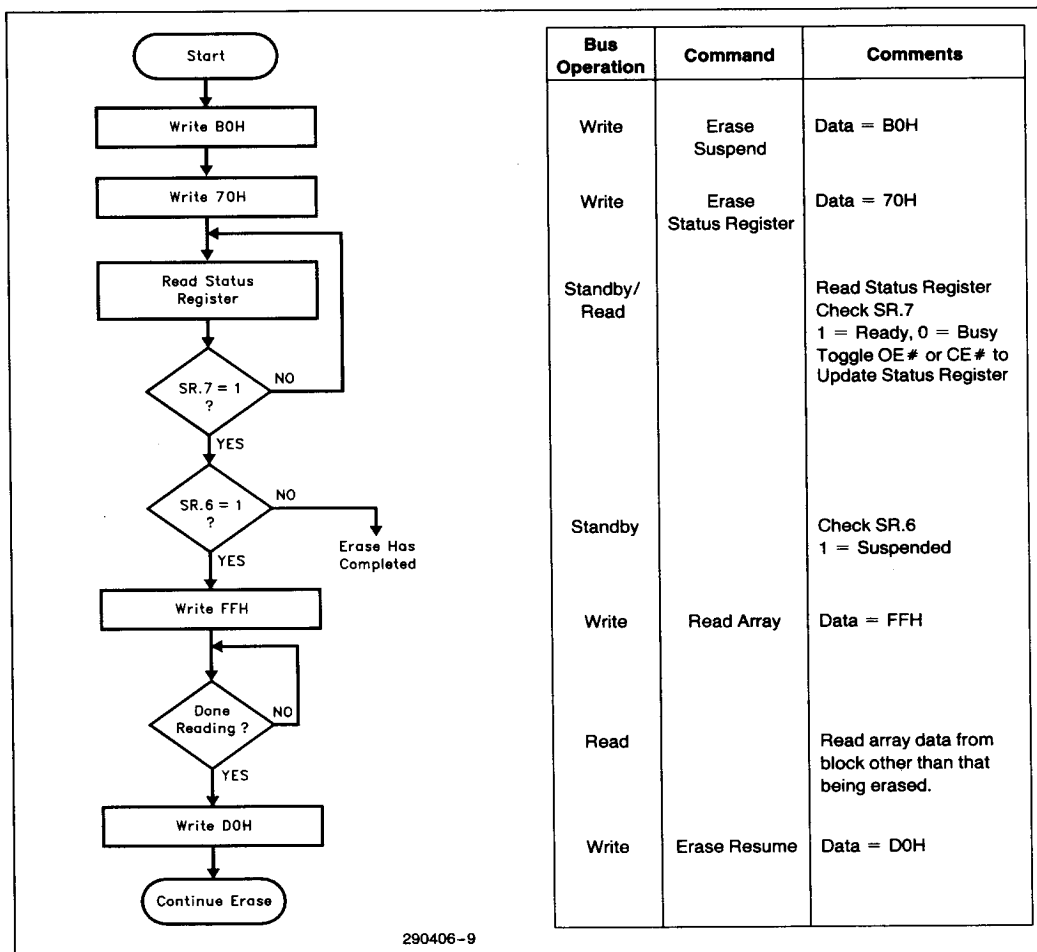 Start
Write B0H
Write 70H
Read Status
Register
SR.7 = 1
?
NO
YES
SR.6 = 1
?
NO
Erase Has
Completed
YES
Write FFH
Done
Reading ?
NO
YES
Write D0H
Continue Erase
290406-9
Bus
Operation
Command
Comments
Write
Erase
Suspend
Data = B0H
Write
Erase
Status Register
Data = 70H
Standby/
Read
Read Status Register
Check SR.7
1 = Ready, 0 = Busy
Toggle OE# or CE# to
Update Status Register
Standby
Check SR.6
1 = Suspended
Write
Read Array
Data = FFH
Read
Read array data from
block other than that
being erased.
Write
Erase Resume
Data = D0H